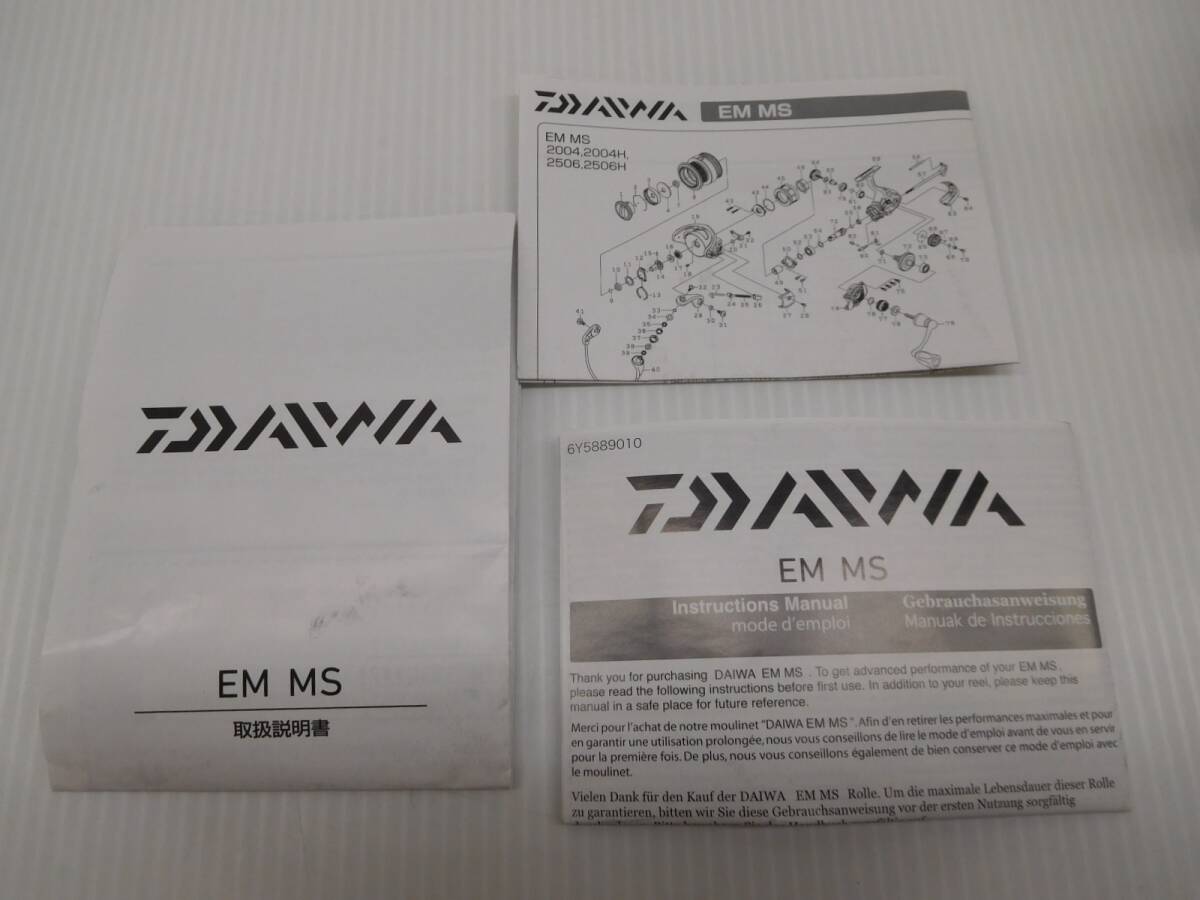 DAIWA
EM MS
取扱説明書
DAIWA EM MS
EM MS
2004,2004H,
2506,2506H
6Y5889010
DAIWA
EM MS
Instructions Manual Gebrauchasanweisung
mode d'emploi Manuak de Instrucciones
Thank you for purchasing DAIWA EM MS . To get advanced performance of your EM MS.
please read the following instructions before first use. In addition to your reel, please keep this
manual in a safe place for future reference.
Merci pour l'achat de notre moulinet "DAIWA EM MS". Afin d'en retirer les performances maximales et pour
en garantir une utilisation prolongée, nous vous conseillons de lire le mode d'emploi avant de vous en servir
pour la première fois. De plus, nous vous conseillons également de bien conserver ce mode d'emploi avec
le moulinet.
Vielen Dank für den Kauf der DAIWA EM MS Rolle. Um die maximale Lebensdauer dieser Rolle
zu garantieren, bitten wir Sie diese Gebrauchsanweisung vor der ersten Nutzung sorgfältig